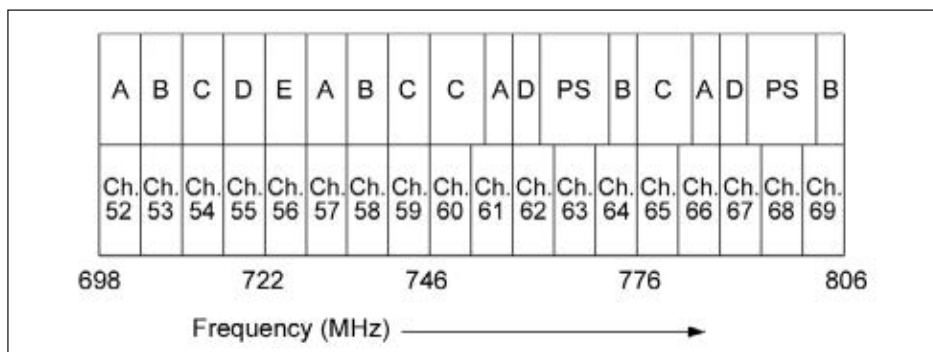 A B C D E A B C C A D PS B C A D PS B
Ch. Ch. Ch. Ch. Ch. Ch. Ch. Ch. Ch. Ch. Ch. Ch. Ch. Ch. Ch. Ch. Ch. Ch.
52 53 54 55 56 57 58 59 60 61 62 63 64 65 66 67 68 69
698 722 746 776 806
Frequency (MHz)